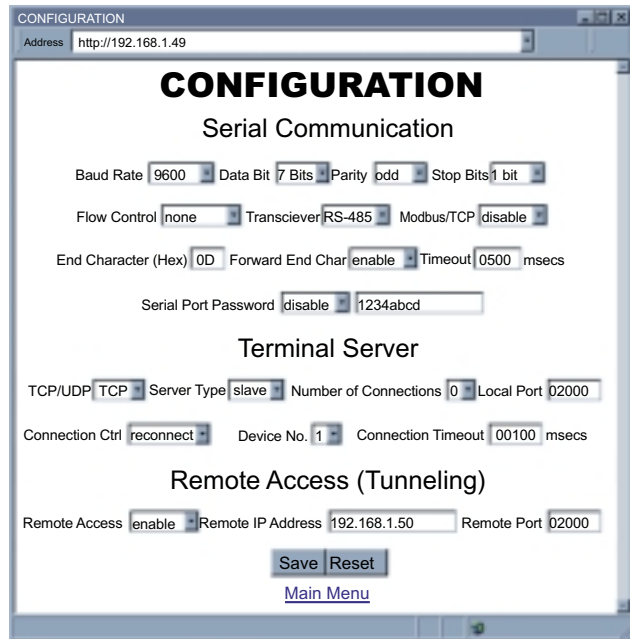 CONFIGURATION
Address http://192.168.1.49
CONFIGURATION
Serial Communication
Baud Rate 9600 Data Bit 7 Bits Parity odd Stop Bits 1 bit
Flow Control none Transciever RS-485 Modbus/TCP disable
End Character (Hex) 0D Forward End Char enable Timeout 0500 msecs
Serial Port Password disable 1234abcd
Terminal Server
TCP/UDP TCP Server Type slave Number of Connections 0 Local Port 02000
Connection Ctrl reconnect Device No. 1 Connection Timeout 00100 msecs
Remote Access (Tunneling)
Remote Access enable Remote IP Address 192.168.1.50 Remote Port 02000
Save Reset
Main Menu